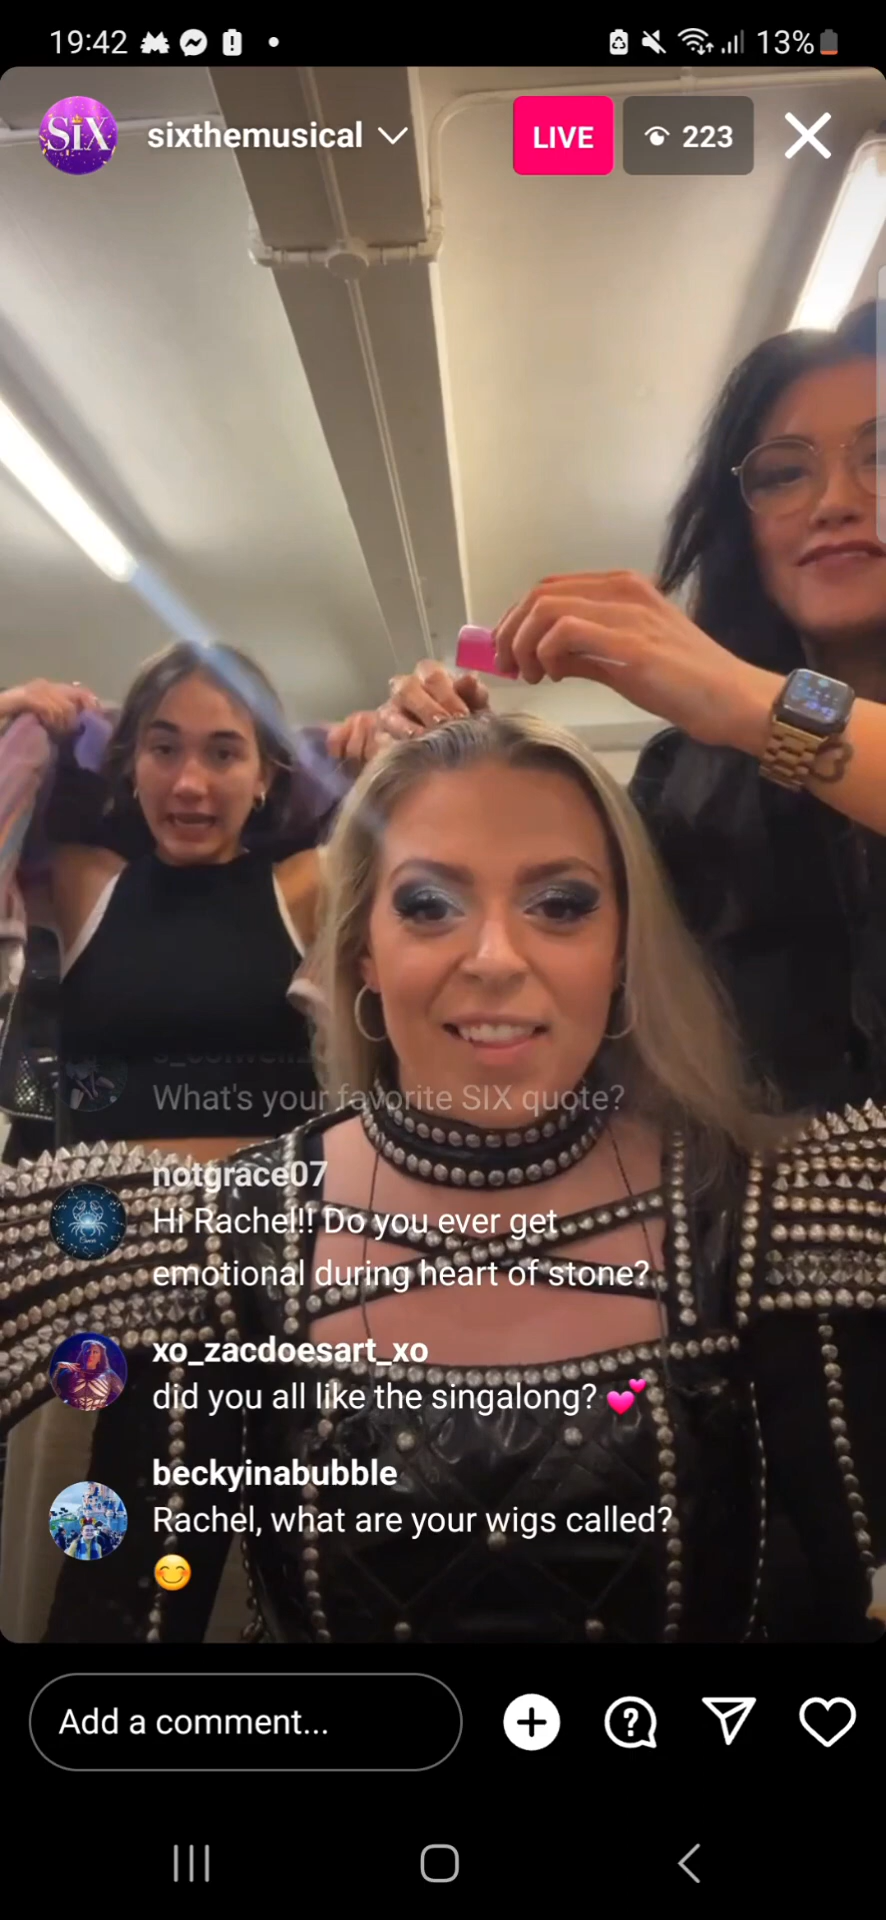 19:42
13%
SIX
sixthemusical
LIVE
223
What's your favorite SIX quote?
notgrace07
Hi Rachel!! Do you ever get
emotional during heart of stone?
xo_zacdoesart_xo
did you all like the singalong? 💕
beckyinabubble
Rachel, what are your wigs called?
😊
Add a comment...